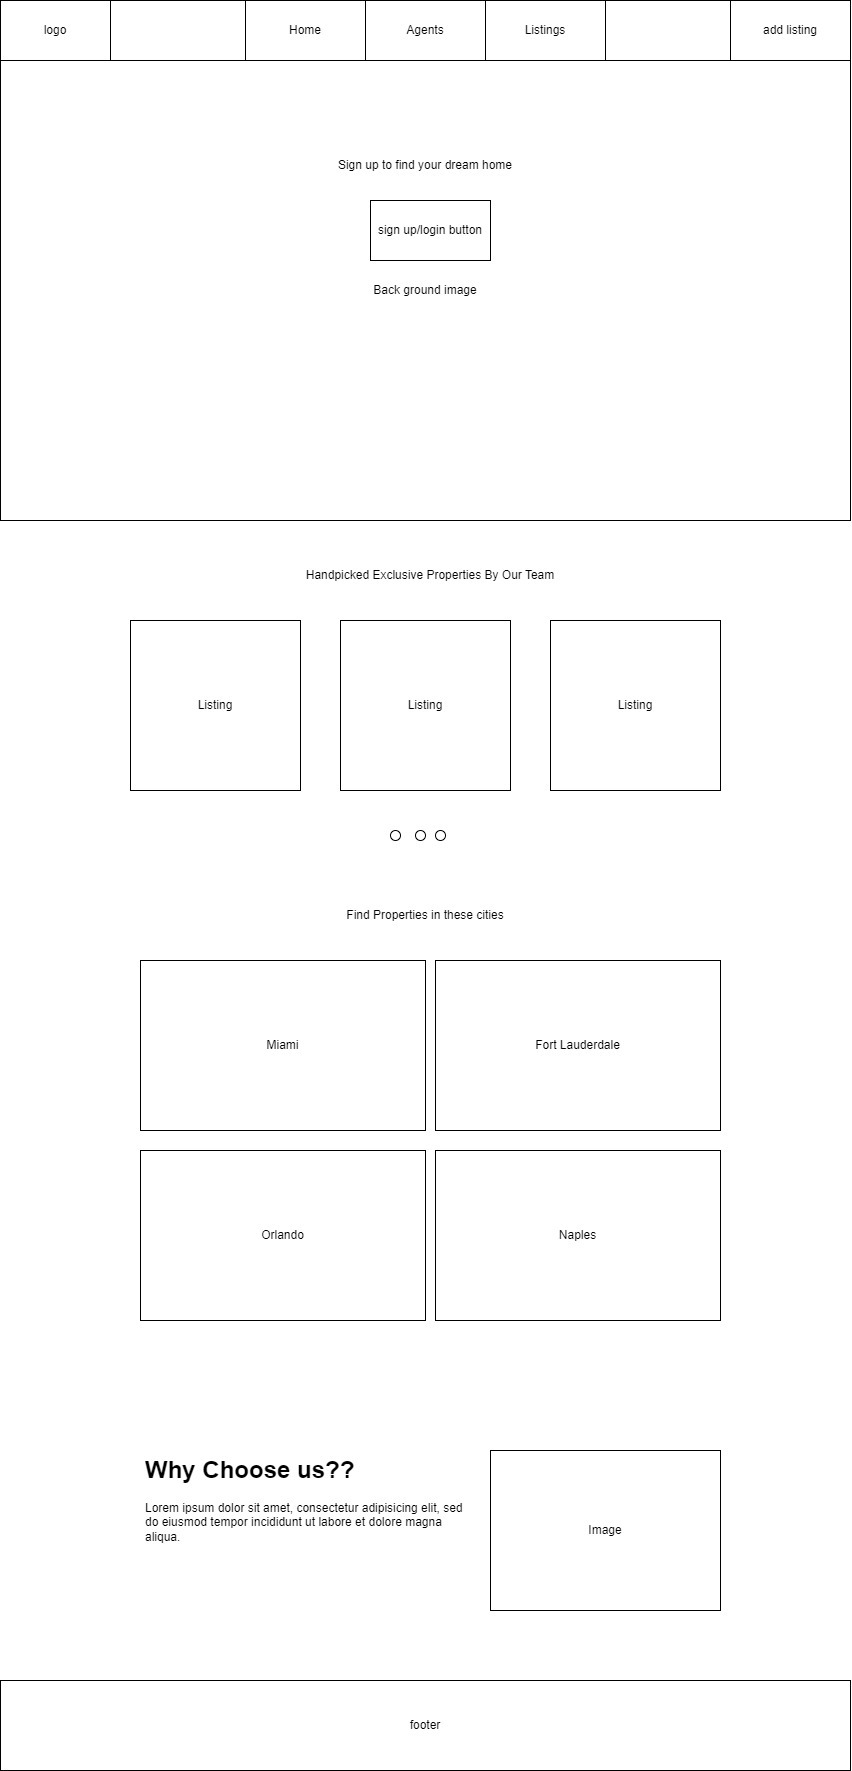 logo
Home
Agents
Listings
add listing
Sign up to find your dream home
sign up/login button
Back ground image
Handpicked Exclusive Properties By Our Team
Listing
Listing
Listing
Find Properties in these cities
Miami
Fort Lauderdale
Orlando
Naples
Why Choose us??
Lorem ipsum dolor sit amet, consectetur adipisicing elit, sed
do eiusmod tempor incididunt ut labore et dolore magna
aliqua.
Image
footer